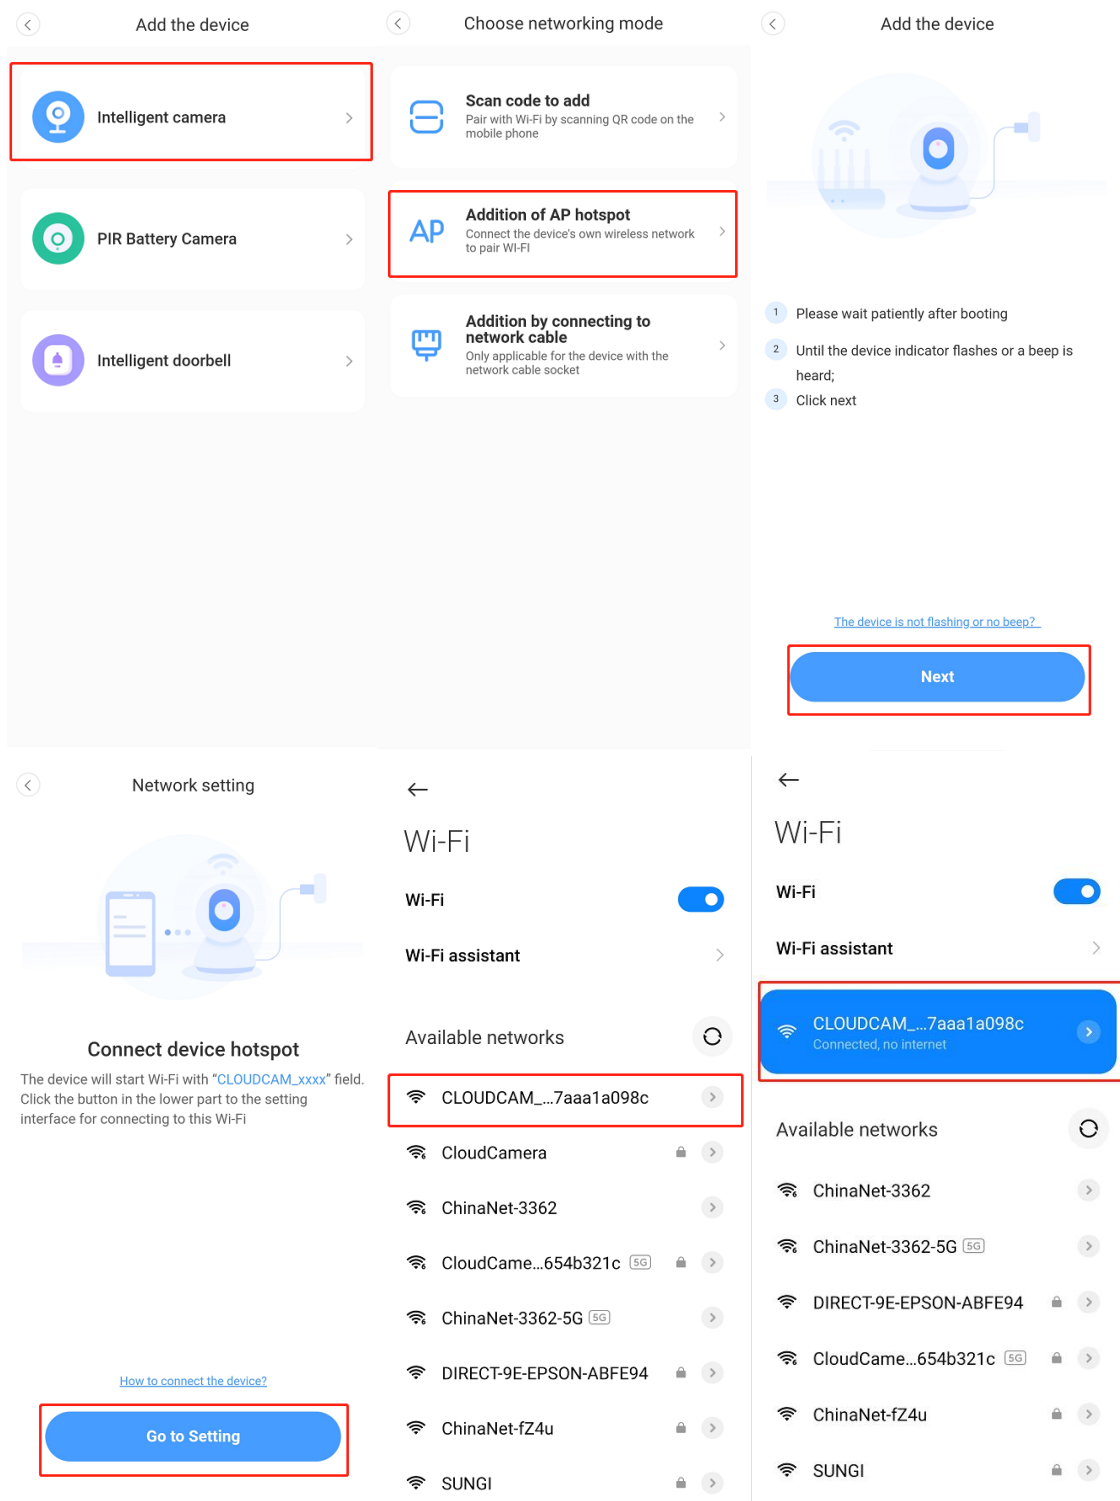 Add the device
Intelligent camera
PIR Battery Camera
Intelligent doorbell
Choose networking mode
Scan code to add
Pair with Wi-Fi by scanning QR code on the
mobile phone
AP
Addition of AP hotspot
Connect the device's own wireless network
to pair WI-FI
Addition by connecting to
network cable
Only applicable for the device with the
network cable socket
Add the device
1 Please wait patiently after booting
2 Until the device indicator flashes or a beep is
heard;
3 Click next
The device is not flashing or no beep?
Next
Network setting
Connect device hotspot
The device will start Wi-Fi with “CLOUDCAM_xxxx” field.
Click the button in the lower part to the setting
interface for connecting to this Wi-Fi
How to connect the device?
Go to Setting
Wi-Fi
Wi-Fi
Wi-Fi assistant
Available networks
CLOUDCAM_...7aaa1a098c
CloudCamera
ChinaNet-3362
CloudCame...654b321c 5G
ChinaNet-3362-5G 5G
DIRECT-9E-EPSON-ABFE94
ChinaNet-fZ4u
SUNGI
Wi-Fi
Wi-Fi
Wi-Fi assistant
CLOUDCAM_...7aaa1a098c
Connected, no internet
Available networks
ChinaNet-3362
ChinaNet-3362-5G 5G
DIRECT-9E-EPSON-ABFE94
CloudCame...654b321c 5G
ChinaNet-fZ4u
SUNGI